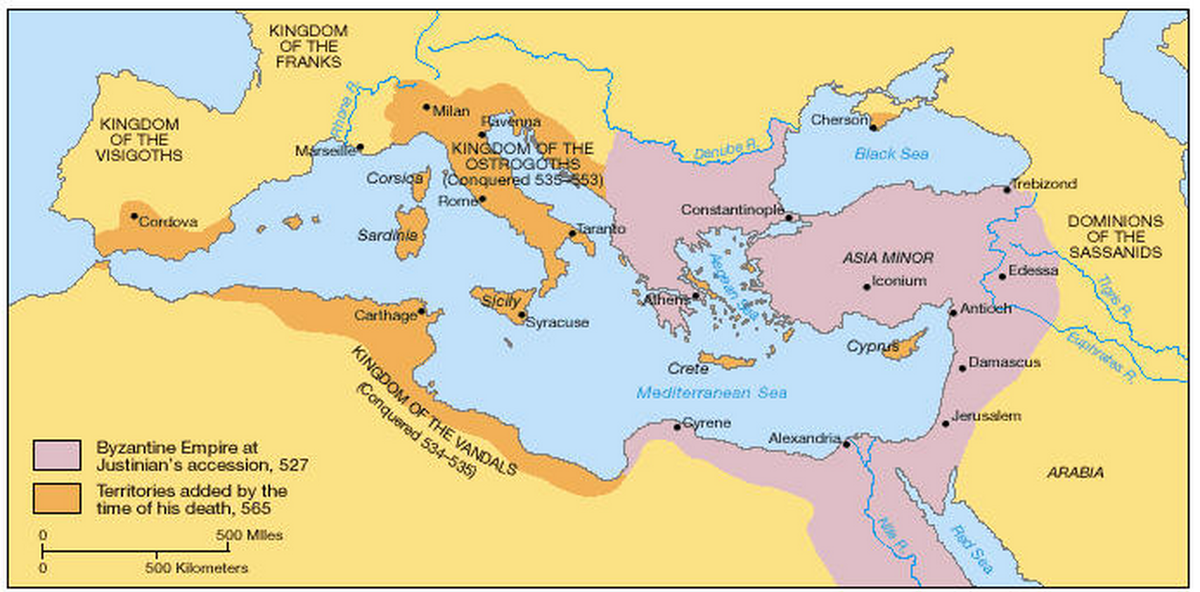 KINGDOM
OF THE
FRANKS
KINGDOM
OF THE
VISIGOTHS
Rhone R.
Milan
Ravenna
Marseille
KINGDOM OF THE
OSTROGOTHS
(Conquered 535–553)
Corsica
Rome
Cordova
Sardinia
Taranto
Danube R.
Cherson
Black Sea
Trebizond
Constantinople
DOMINIONS
OF THE
SASSANIDS
ASIA MINOR
Iconium
Edessa
Aegean Sea
Tigris R.
Athens
Antioch
Sicily
Carthage
Syracuse
Cyprus
Euphrates R.
Crete
Damascus
Mediterranean Sea
KINGDOM OF THE VANDALS
(Conquered 534–535)
Cyrene
Jerusalem
Alexandria
ARABIA
Nile R.
Red Sea
Byzantine Empire at
Justinian's accession, 527
Territories added by the
time of his death, 565
0 500 Miles
0 500 Kilometers